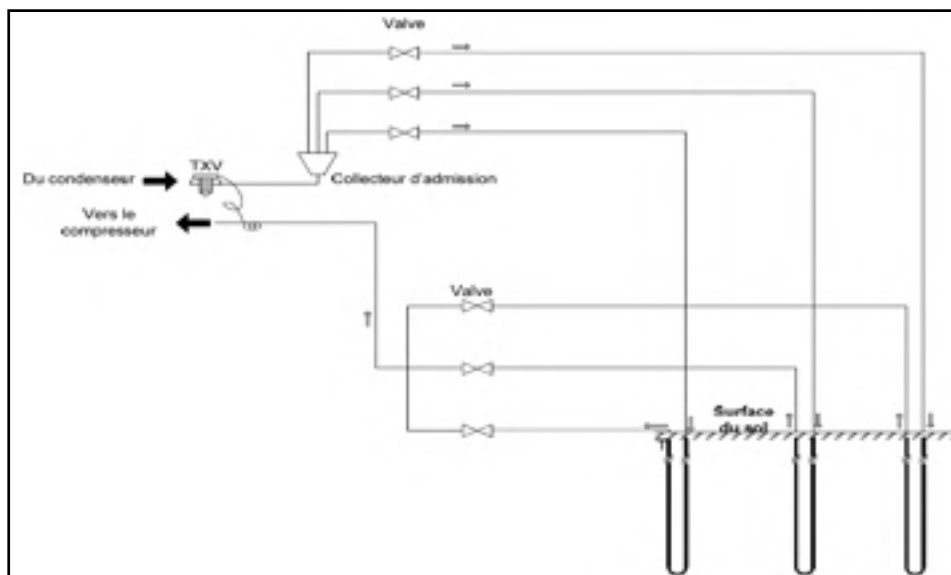 Valve
TXV
Du condenseur
Collecteur d'admission
Vers le
compresseur
Valve
Surface
du sol